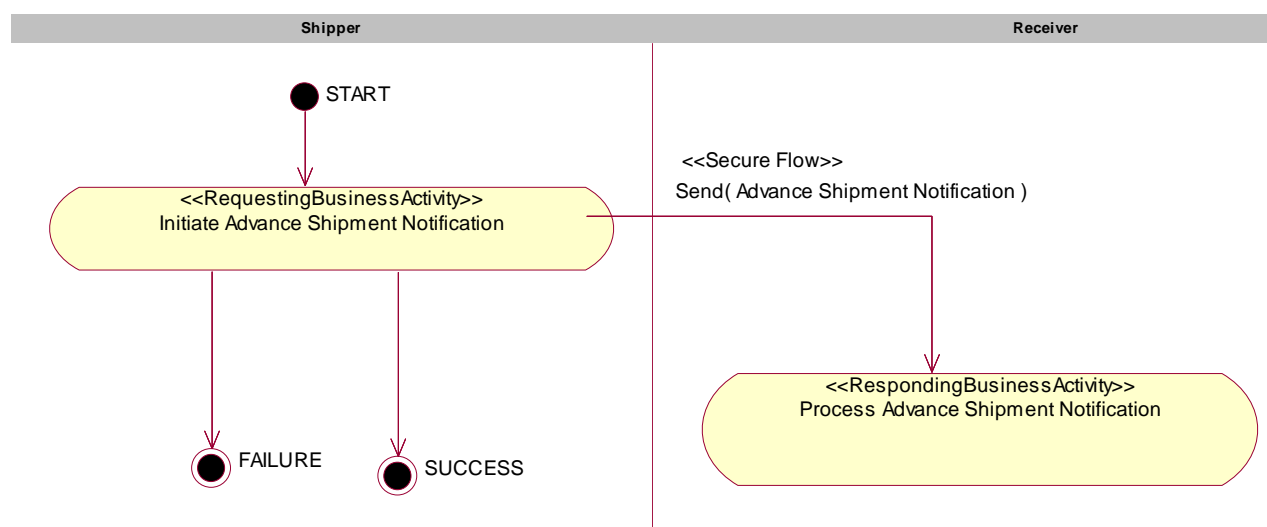 Shipper
Receiver
START
<<Secure Flow>>
Send( Advance Shipment Notification )
<<RequestingBusinessActivity>>
Initiate Advance Shipment Notification
<<RespondingBusinessActivity>>
Process Advance Shipment Notification
FAILURE
SUCCESS